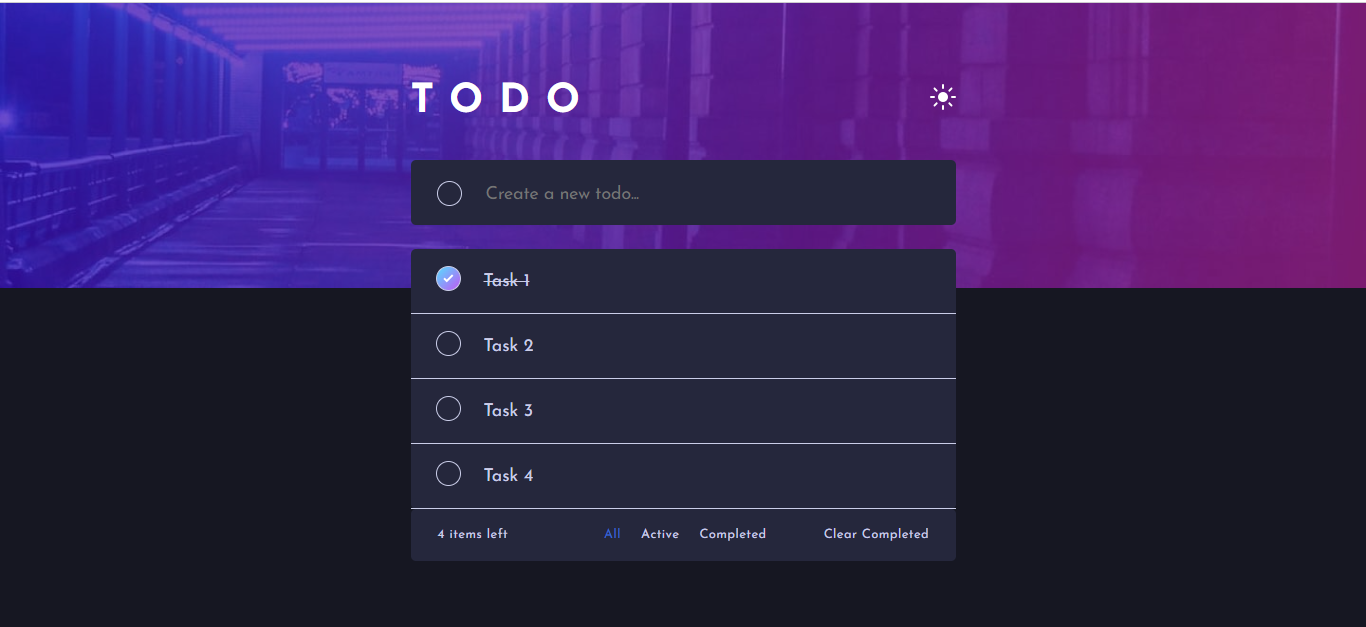 TODO
Create a new todo...
Task 1
Task 2
Task 3
Task 4
4 items left All Active Completed Clear Completed